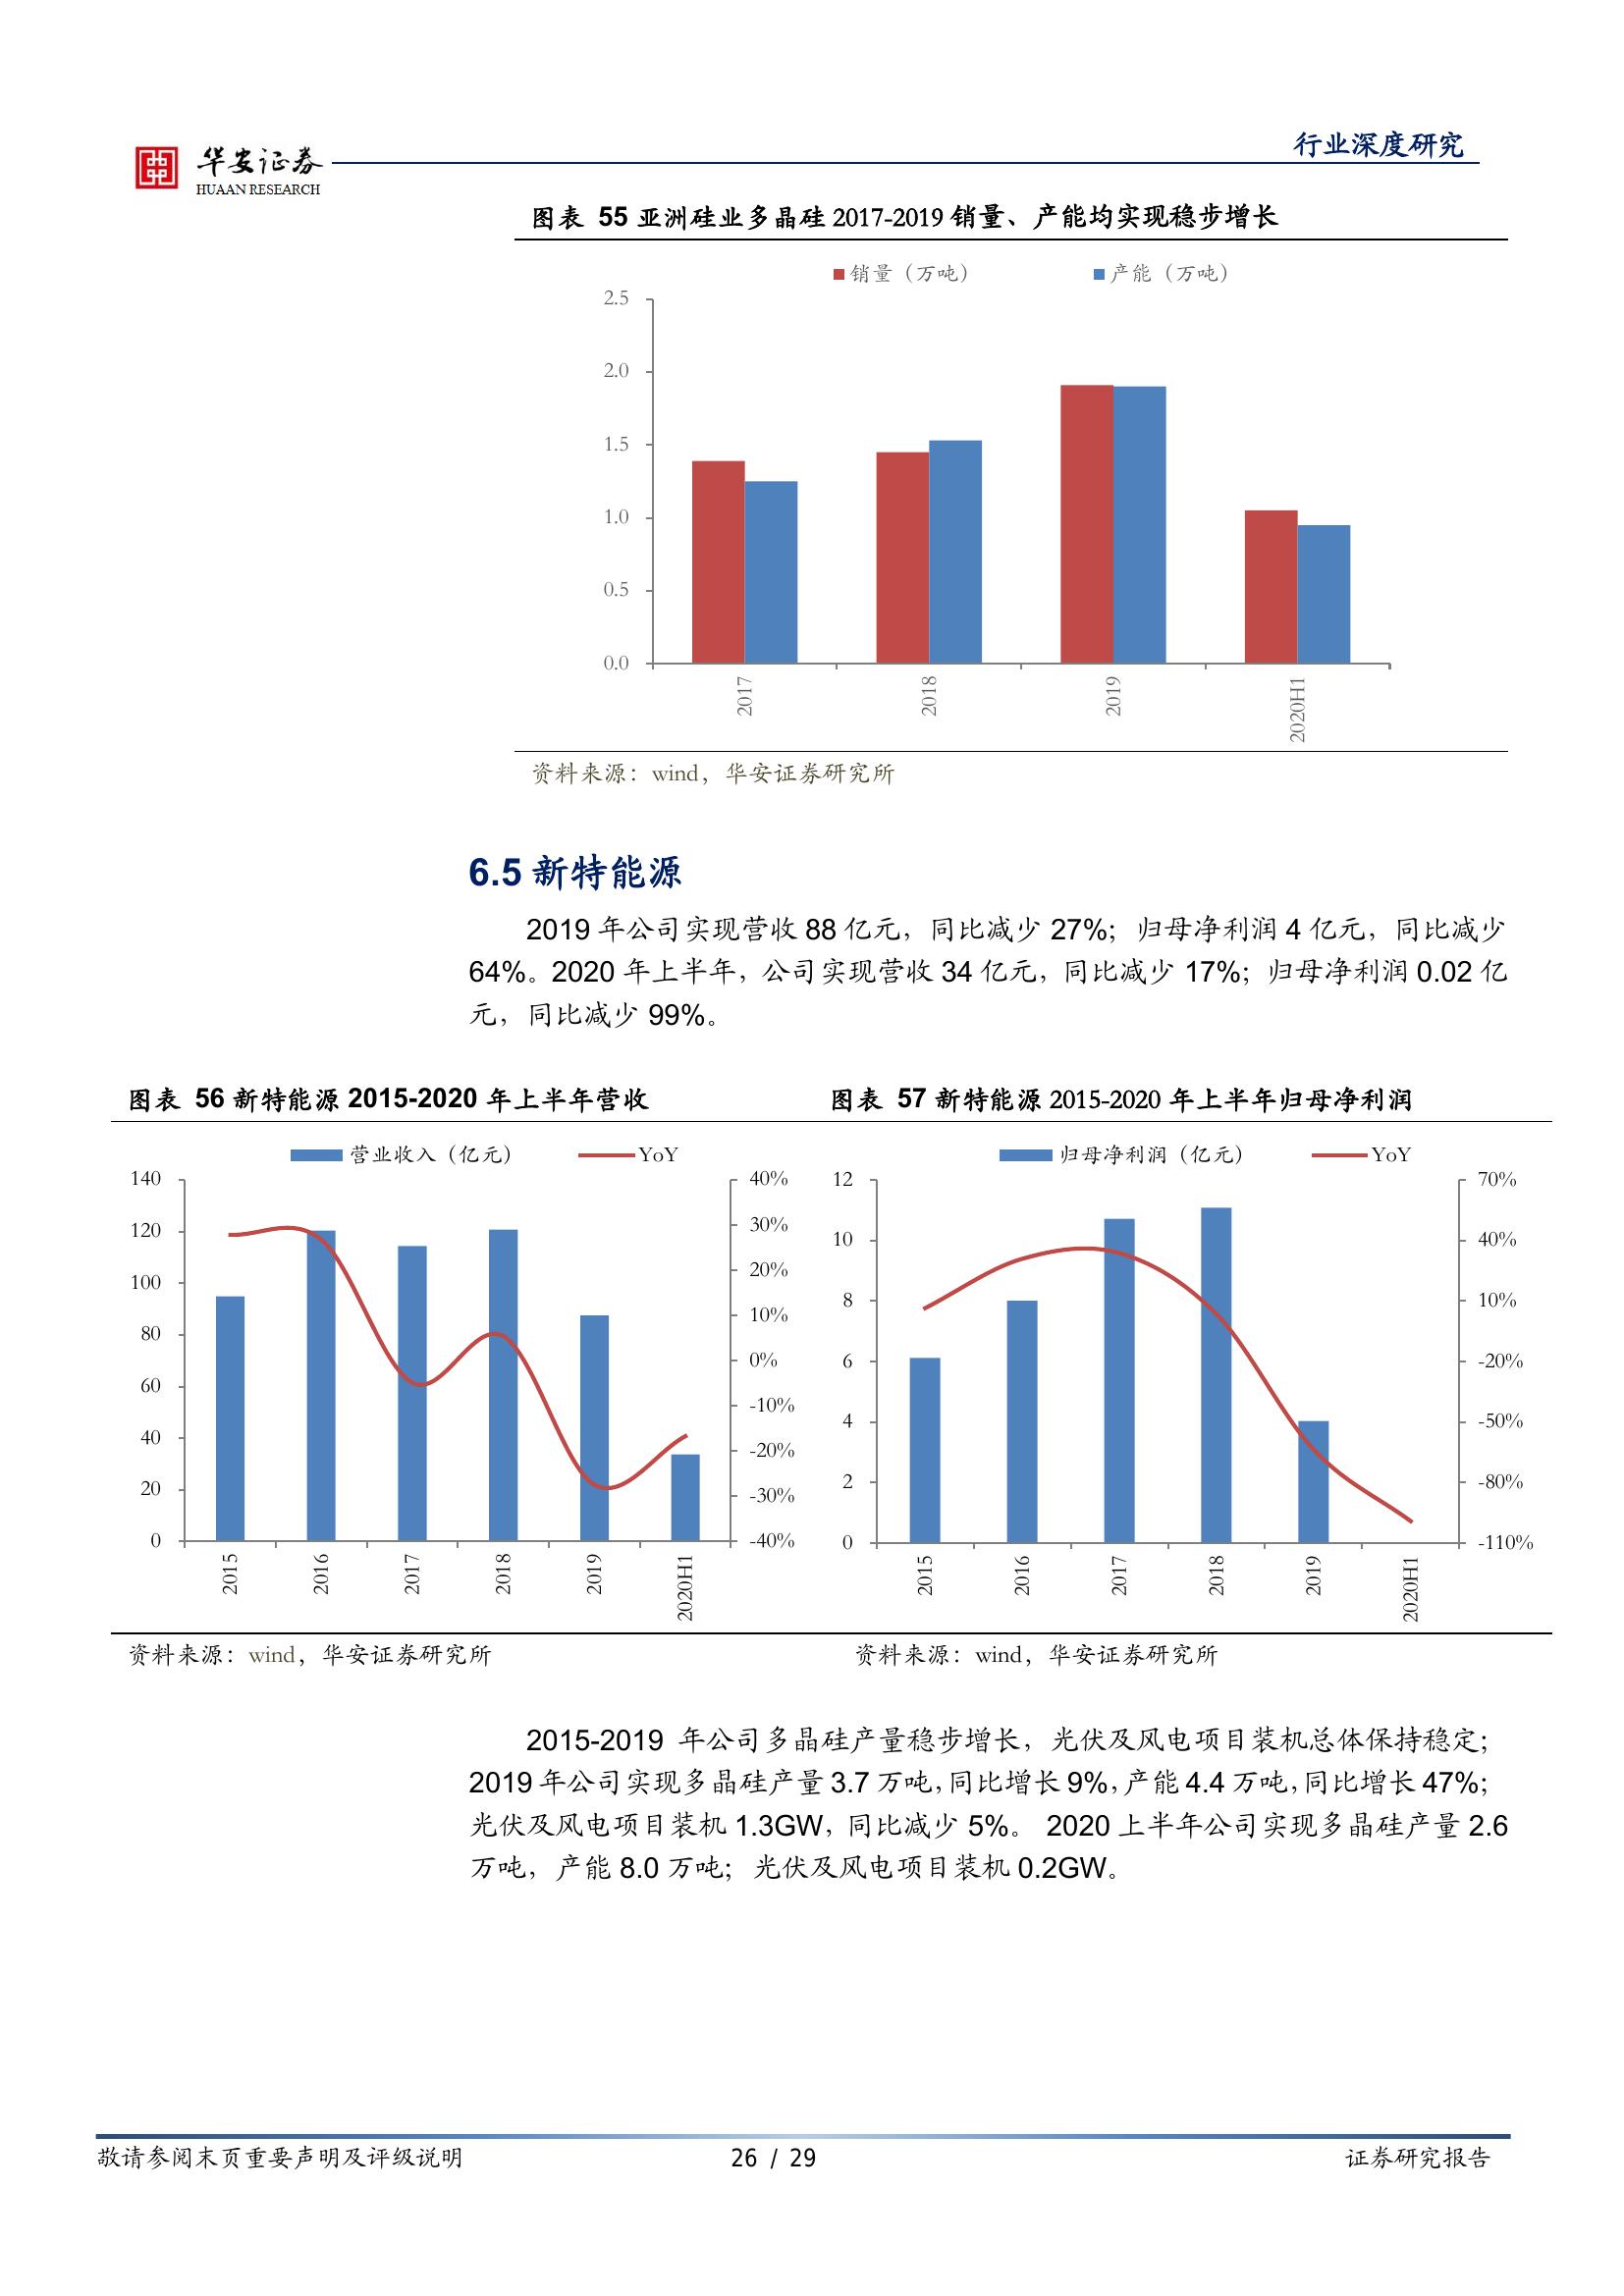 华安证券
HUAAN RESEARCH
行业深度研究
图表 55 亚洲硅业多晶硅 2017-2019 销量、产能均实现稳步增长
销量（万吨） 产能（万吨）
2.5
2.0
1.5
1.0
0.5
0.0
2017 2018 2019 2020H1
资料来源：wind，华安证券研究所
6.5 新特能源
2019 年公司实现营收 88 亿元，同比减少 27%；归母净利润 4 亿元，同比减少
64%。2020 年上半年，公司实现营收 34 亿元，同比减少 17%；归母净利润 0.02 亿
元，同比减少 99%。
图表 56 新特能源 2015-2020 年上半年营收
营业收入（亿元） YoY
140
120
100
80
60
40
20
0
40%
30%
20%
10%
0%
-10%
-20%
-30%
-40%
2015 2016 2017 2018 2019 2020H1
资料来源：wind，华安证券研究所
图表 57 新特能源 2015-2020 年上半年归母净利润
归母净利润（亿元） YoY
12
10
8
6
4
2
0
70%
40%
10%
-20%
-50%
-80%
-110%
2015 2016 2017 2018 2019 2020H1
资料来源：wind，华安证券研究所
2015-2019 年公司多晶硅产量稳步增长，光伏及风电项目装机总体保持稳定；
2019 年公司实现多晶硅产量 3.7 万吨，同比增长 9%，产能 4.4 万吨，同比增长 47%；
光伏及风电项目装机 1.3GW，同比减少 5%。 2020 上半年公司实现多晶硅产量 2.6
万吨，产能 8.0 万吨；光伏及风电项目装机 0.2GW。
敬请参阅末页重要声明及评级说明 26 / 29 证券研究报告